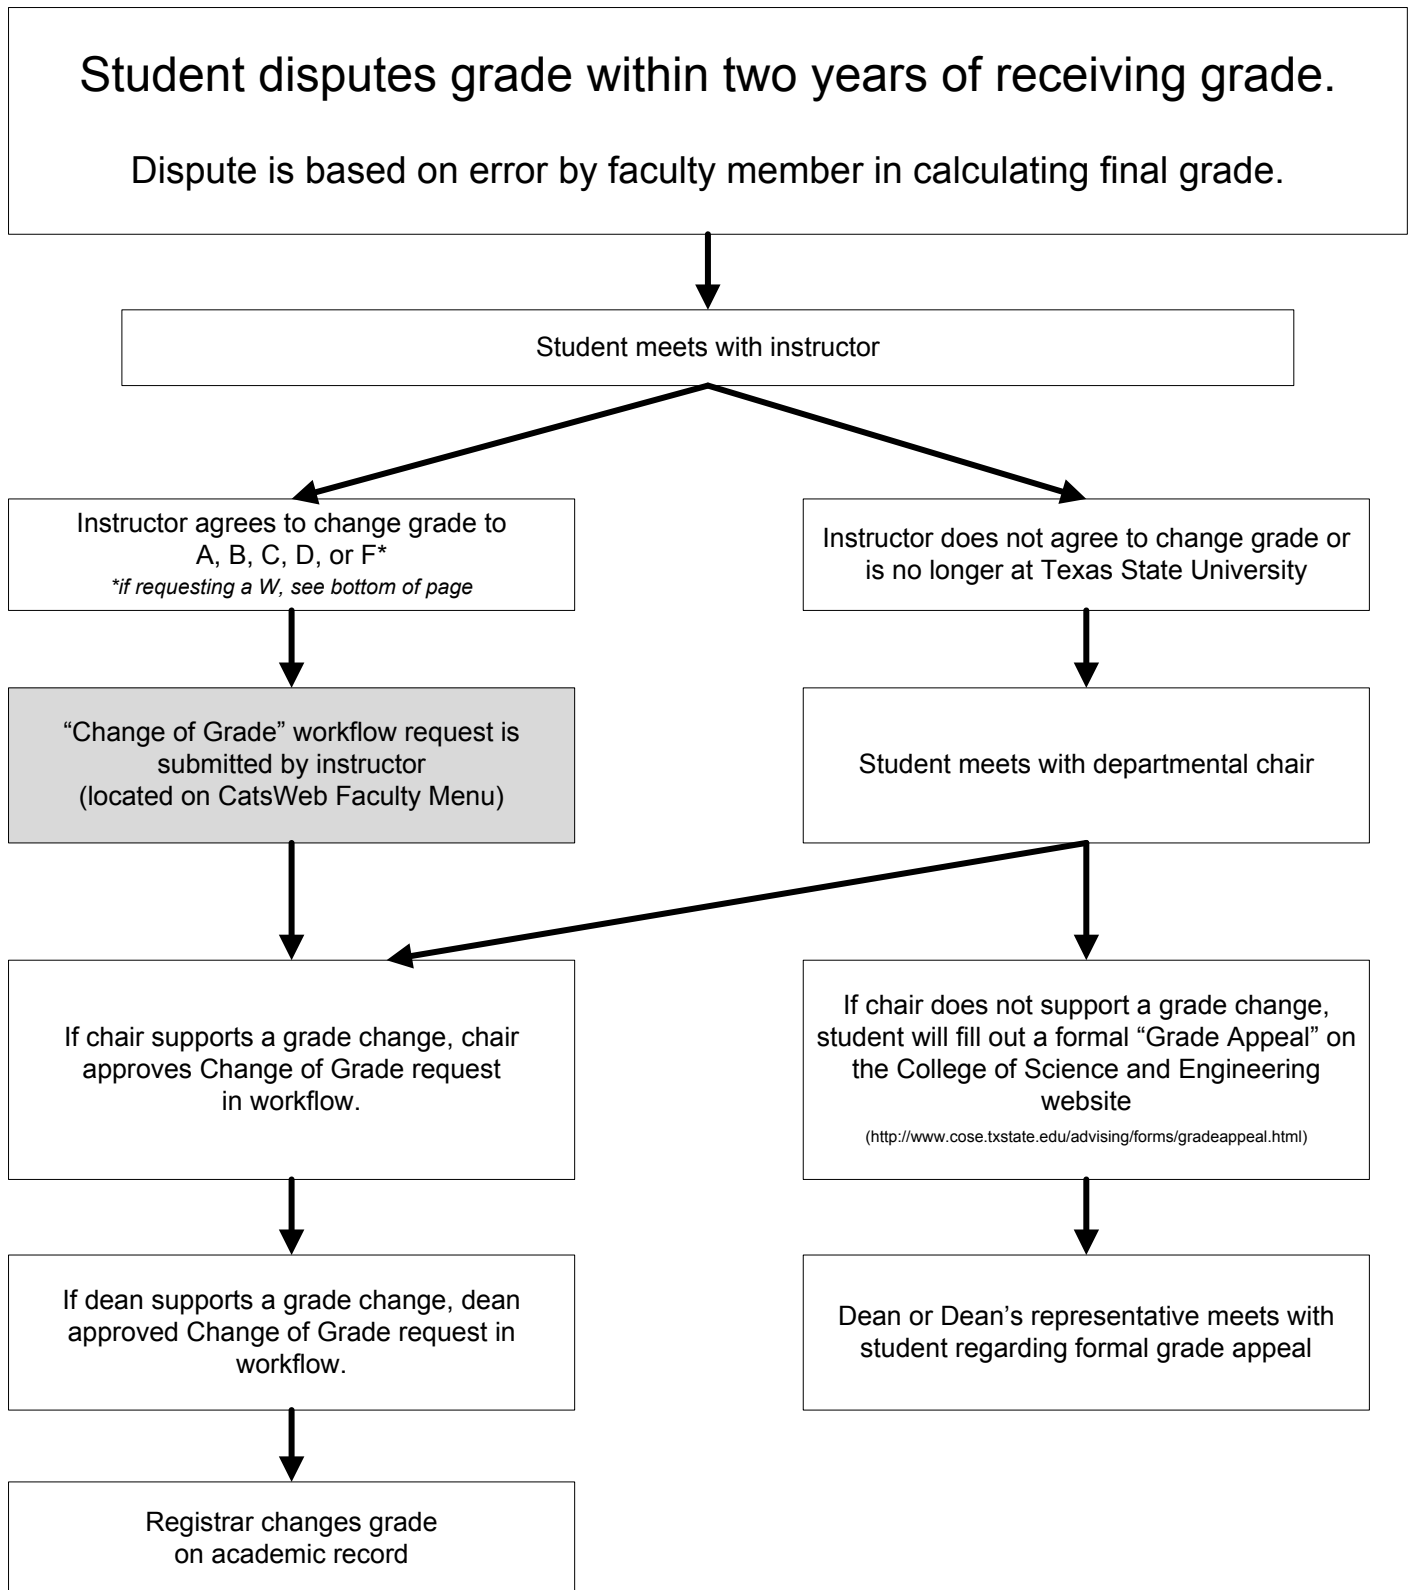 Student disputes grade within two years of receiving grade.
Dispute is based on error by faculty member in calculating final grade.
Student meets with instructor
Instructor agrees to change grade to
A, B, C, D, or F*
*if requesting a W, see bottom of page
Instructor does not agree to change grade or
is no longer at Texas State University
“Change of Grade” workflow request is
submitted by instructor
(located on CatsWeb Faculty Menu)
Student meets with departmental chair
If chair supports a grade change, chair
approves Change of Grade request
in workflow.
If chair does not support a grade change,
student will fill out a formal “Grade Appeal” on
the College of Science and Engineering
website
(http://www.cose.txstate.edu/advising/forms/gradeappeal.html)
If dean supports a grade change, dean
approved Change of Grade request in
workflow.
Dean or Dean’s representative meets with
student regarding formal grade appeal
Registrar changes grade
on academic record